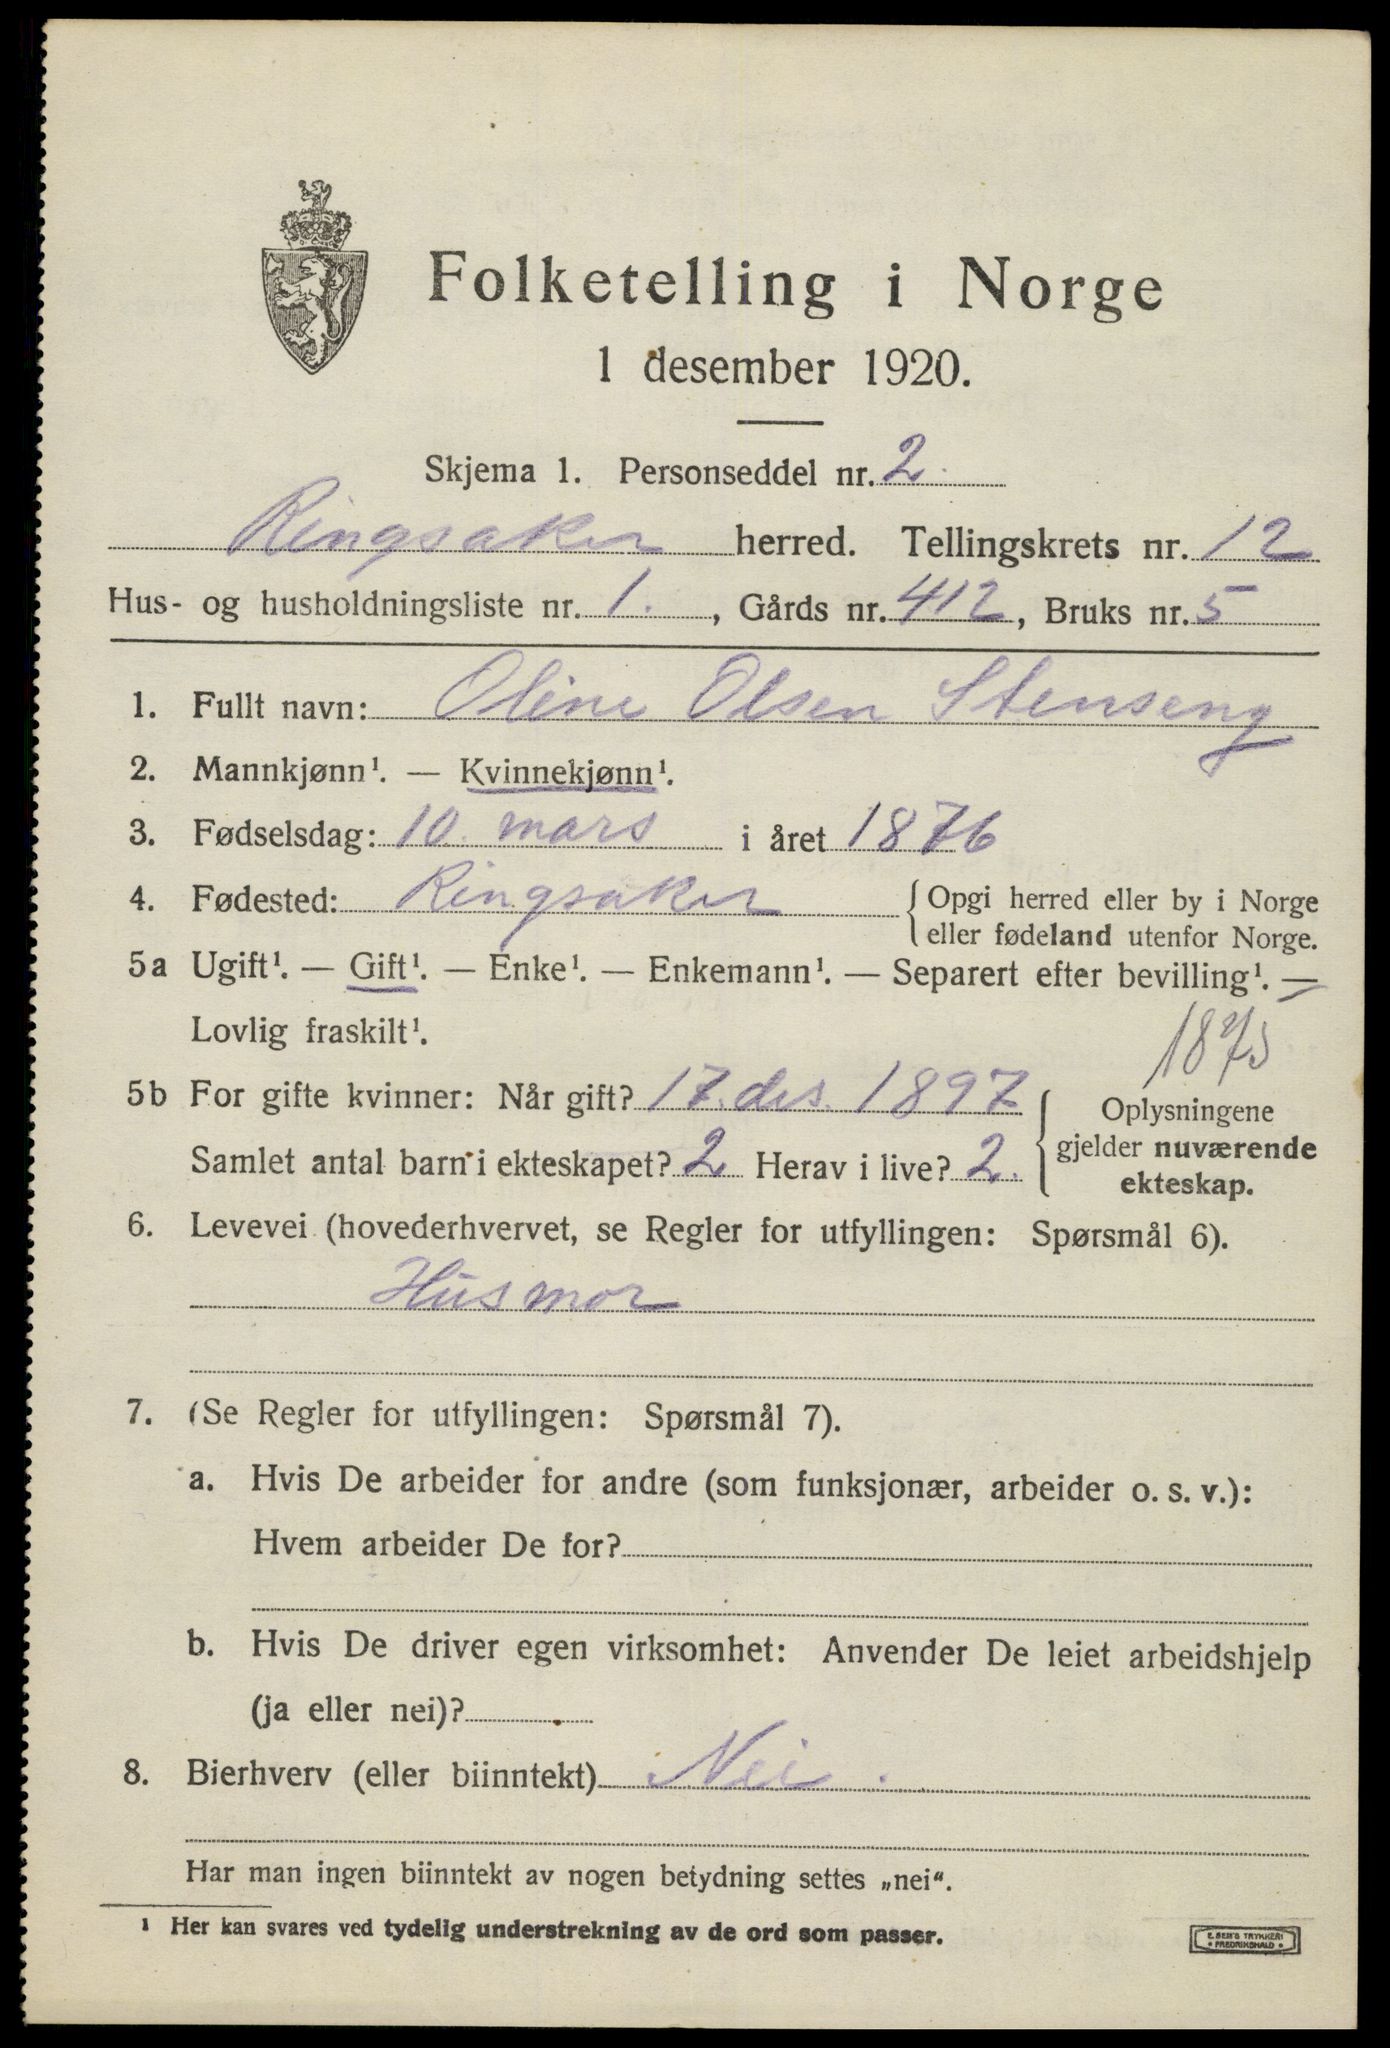 Folketelling i Norge
1 desember 1920.
Skjema 1. Personseddel nr. 2.
Ringsaker herred. Tellingskrets nr. 12
Hus- og husholdningsliste nr. 1. , Gårds nr. 412, Bruks nr. 5
1. Fullt navn: Oline Olsen Stenseng
2. Mannkjønn¹. — Kvinnekjønn¹.
3. Fødselsdag: 10. mars i året 1876
4. Fødested: Ringsaker { Opgi herred eller by i Norge
eller fødeland utenfor Norge.
5a Ugift¹. — Gift¹. — Enke¹. — Enkemann¹. — Separert efter bevilling¹. —
Lovlig fraskilt¹.
5b For gifte kvinner: Når gift? 17. des. 1897 { Oplysningene
Samlet antal barn i ekteskapet? 2 Herav i live? 2. gjelder nuværende
ekteskap.
6. Levevei (hovederhvervet, se Regler for utfyllingen: Spørsmål 6).
Husmor
7. (Se Regler for utfyllingen: Spørsmål 7).
a. Hvis De arbeider for andre (som funksjonær, arbeider o. s. v.):
Hvem arbeider De for?
b. Hvis De driver egen virksomhet: Anvender De leiet arbeidshjelp
(ja eller nei)?
8. Bierhverv (eller biinntekt) Nei.
Har man ingen biinntekt av nogen betydning settes „nei“.
¹ Her kan svares ved tydelig understrekning av de ord som passer.
E. SEM'S TRYKKERI
• FREDRIKSHALD •